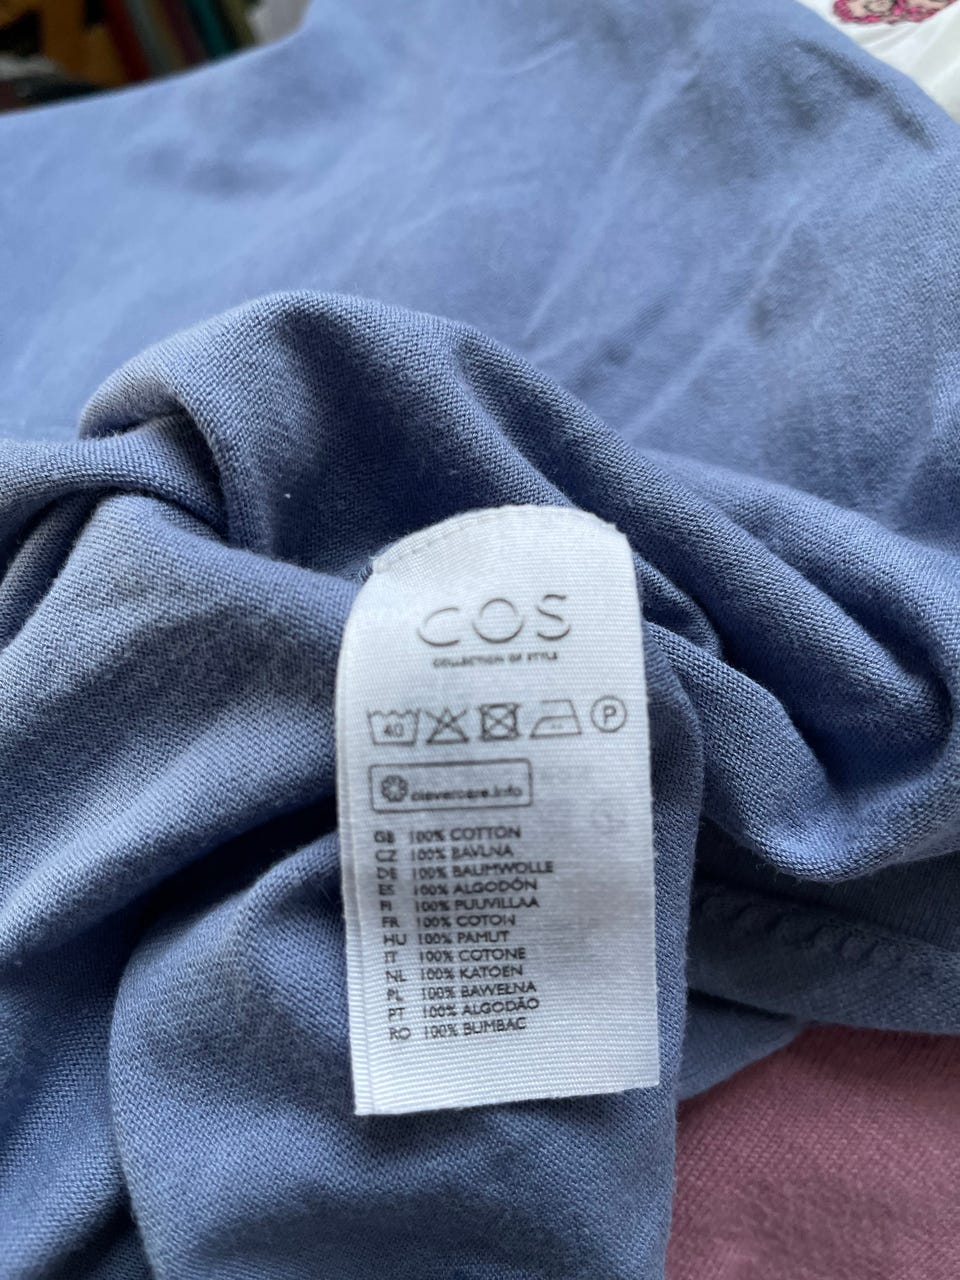 COS
COLLECTION OF STYLE
40 P
clevercare.info
GB 100% COTTON
CZ 100% BAVLNA
DE 100% BAUMWOLLE
ES 100% ALGODÓN
FI 100% PUUVILLAA
FR 100% COTON
HU 100% PAMUT
IT 100% COTONE
NL 100% KATOEN
PL 100% BAWEŁNA
PT 100% ALGODÃO
RO 100% BUMBAC